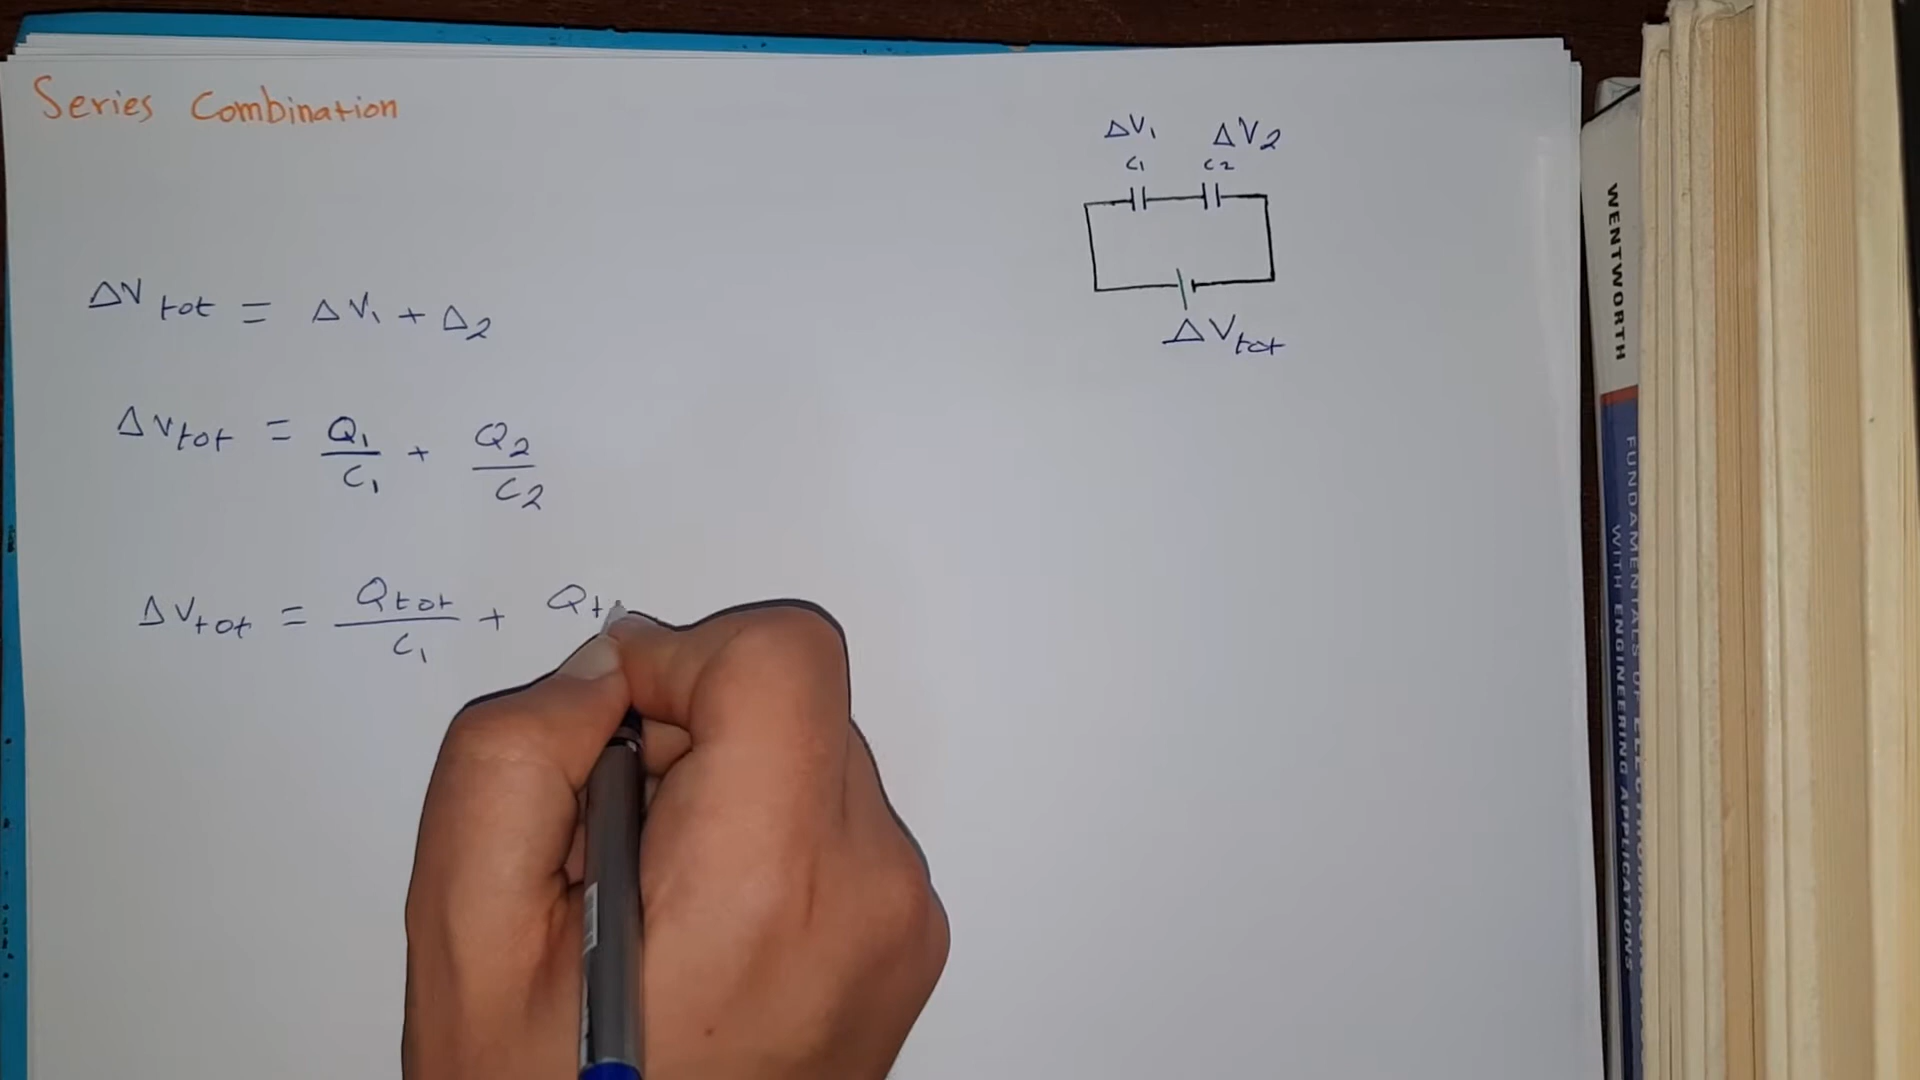 Series Combination
ΔV₁ ΔV2
C₁ C2
ΔVtot
ΔVtot = ΔV₁ + Δ2
ΔVtot = Q₁/C₁ + Q2/C2
ΔVtot = Qtot/C₁ + Qt
WENTWORTH
FUNDAMENTALS OF ELECTROMAGNETICS
WITH ENGINEERING APPLICATIONS